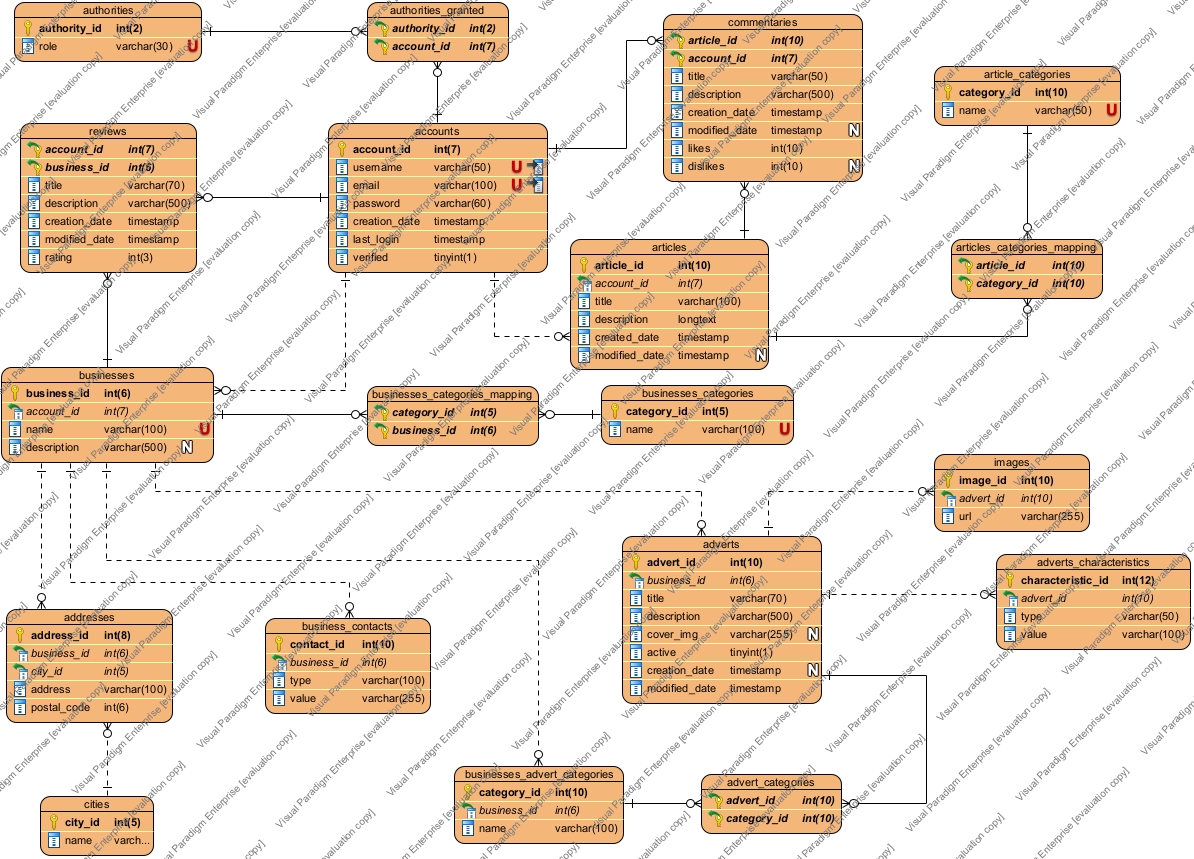 authorities
authority_id int(2)
role varchar(30) U
authorities_granted
authority_id int(2)
account_id int(7)
commentaries
article_id int(10)
account_id int(7)
title varchar(50)
description varchar(500)
creation_date timestamp
modified_date timestamp N
likes int(10)
dislikes int(10) N
article_categories
category_id int(10)
name varchar(50) U
reviews
account_id int(7)
business_id int(5)
title varchar(70)
description varchar(500)
creation_date timestamp
modified_date timestamp
rating int(3)
accounts
account_id int(7)
username varchar(50) U
email varchar(100) U
password varchar(60)
creation_date timestamp
last_login timestamp
verified tinyint(1)
articles
article_id int(10)
account_id int(7)
title varchar(100)
description longtext
created_date timestamp
modified_date timestamp N
articles_categories_mapping
article_id int(10)
category_id int(10)
businesses
business_id int(6)
account_id int(7)
name varchar(100) U
description varchar(500) N
businesses_categories_mapping
category_id int(5)
business_id int(6)
businesses_categories
category_id int(5)
name varchar(100) U
images
image_id int(10)
advert_id int(10)
url varchar(255)
adverts
advert_id int(10)
business_id int(6)
title varchar(70)
description varchar(500)
cover_img varchar(255) N
active tinyint(1)
creation_date timestamp N
modified_date timestamp
adverts_characteristics
characteristic_id int(12)
advert_id int(10)
type varchar(50)
value varchar(100)
addresses
address_id int(8)
business_id int(6)
city_id int(5)
address varchar(100)
postal_code int(6)
business_contacts
contact_id int(10)
business_id int(6)
type varchar(100)
value varchar(255)
cities
city_id int(5)
name varch...
businesses_advert_categories
category_id int(10)
business_id int(6)
name varchar(100)
advert_categories
advert_id int(10)
category_id int(10)
Visual Paradigm Enterprise [evaluation copy]